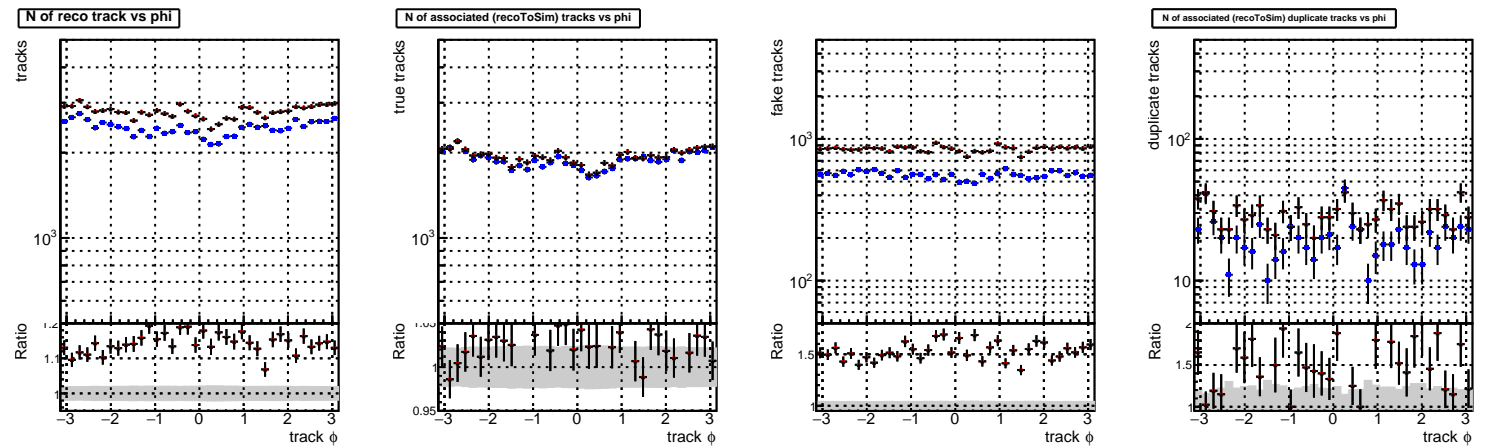 N of reco track vs phi
tracks
10³
Ratio
1.2
1.1
1
−3 −2 −1 0 1 2 3
track ϕ
N of associated (recoToSim) tracks vs phi
true tracks
10³
Ratio
1.05
1
0.95
−3 −2 −1 0 1 2 3
track ϕ
fake tracks
10³
10²
Ratio
1.5
1
−3 −2 −1 0 1 2 3
track ϕ
N of associated (recoToSim) duplicate tracks vs phi
duplicate tracks
10²
10
Ratio
2
1.5
1
−3 −2 −1 0 1 2 3
track ϕ